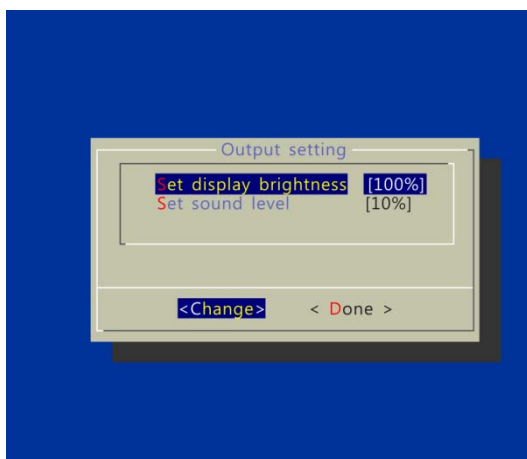 Output setting
Set display brightness [100%]
Set sound level [10%]
<Change> < Done >